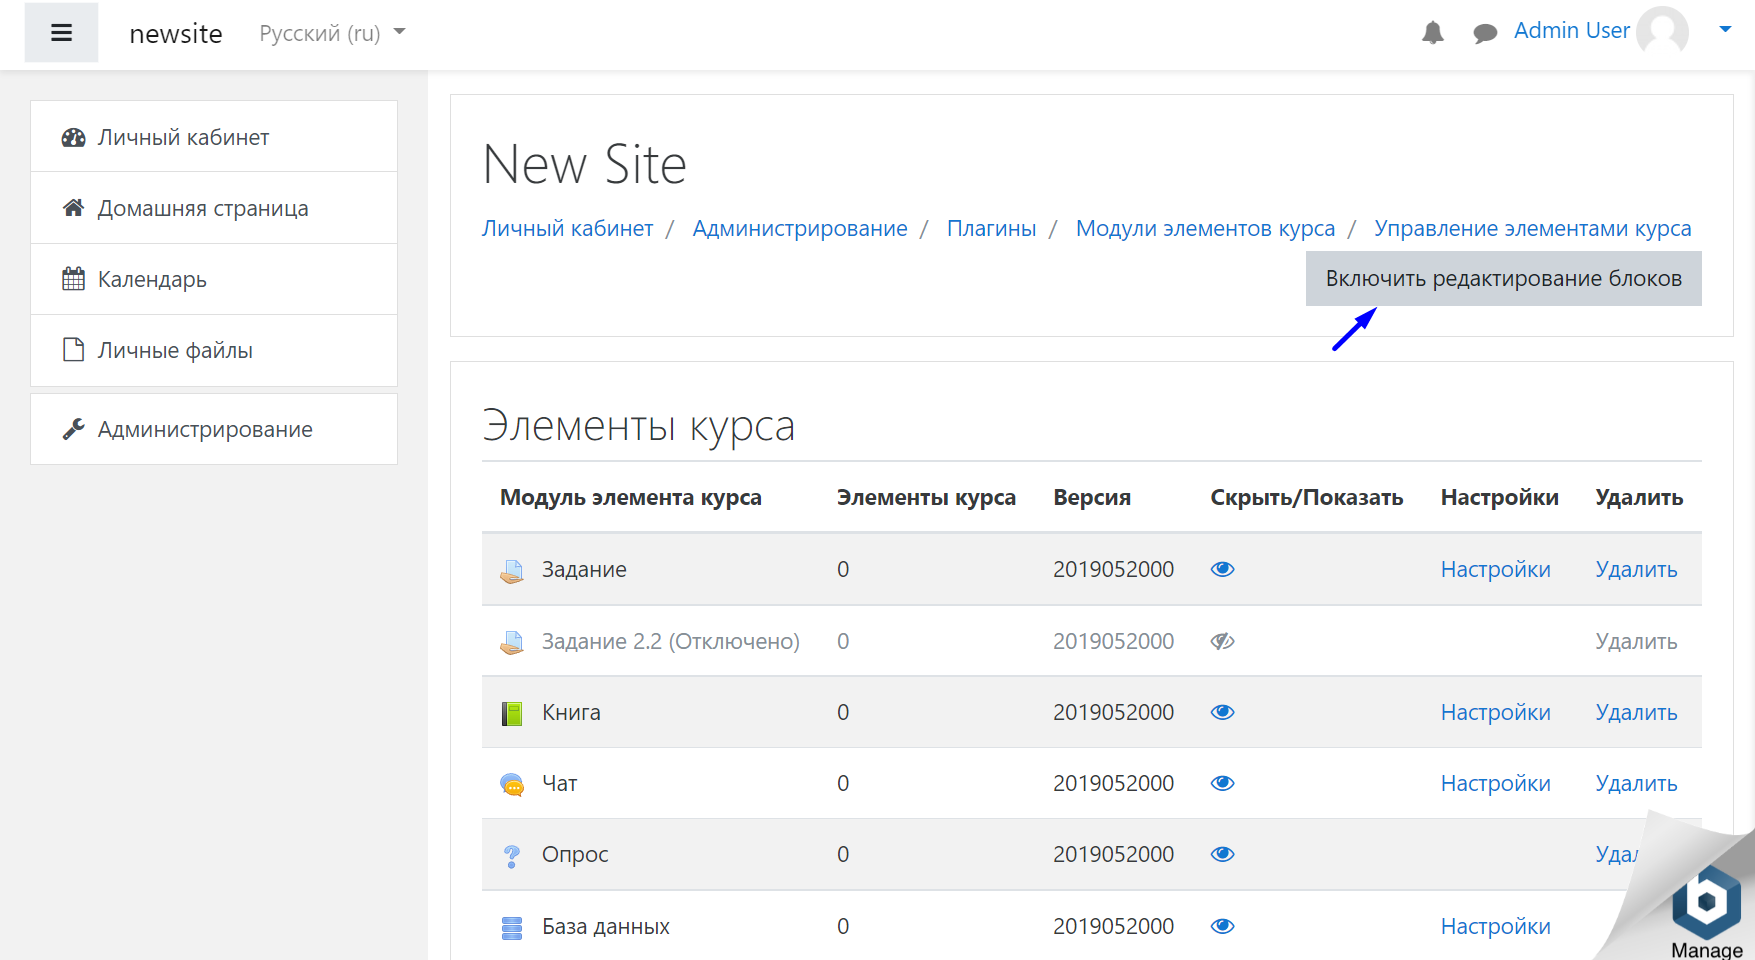 newsite Русский (ru) Admin User
Личный кабинет
Домашняя страница
Календарь
Личные файлы
Администрирование
New Site
Личный кабинет / Администрирование / Плагины / Модули элементов курса / Управление элементами курса
Включить редактирование блоков
Элементы курса
Модуль элемента курса Элементы курса Версия Скрыть/Показать Настройки Удалить
Задание 0 2019052000 Настройки Удалить
Задание 2.2 (Отключено) 0 2019052000 Удалить
Книга 0 2019052000 Настройки Удалить
Чат 0 2019052000 Настройки Удалить
Опрос 0 2019052000
База данных 0 2019052000 Настройки
b
Manage